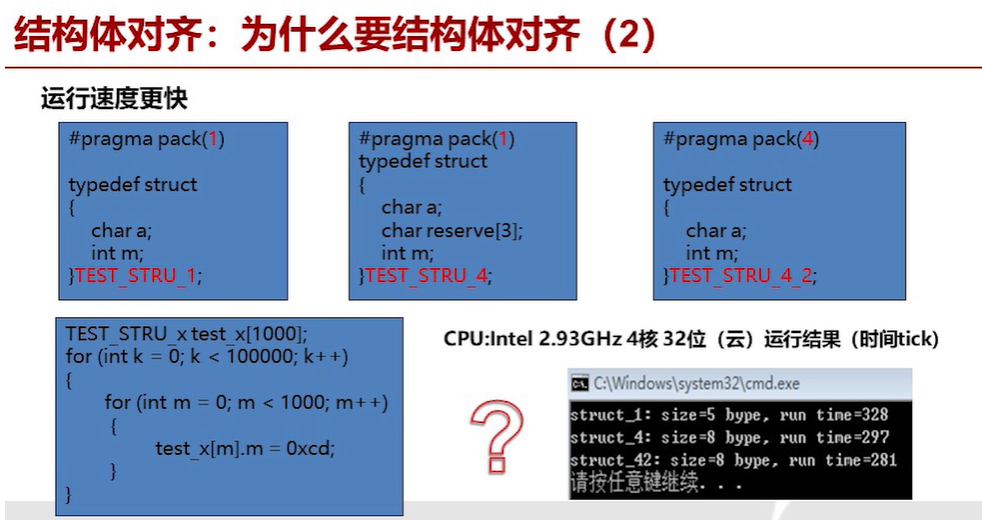 结构体对齐：为什么要结构体对齐（2）
运行速度更快
#pragma pack(1)
typedef struct
{
char a;
int m;
}TEST_STRU_1;
#pragma pack(1)
typedef struct
{
char a;
char reserve[3];
int m;
}TEST_STRU_4;
#pragma pack(4)
typedef struct
{
char a;
int m;
}TEST_STRU_4_2;
TEST_STRU_x test_x[1000];
for (int k = 0; k < 100000; k++)
{
for (int m = 0; m < 1000; m++)
{
test_x[m].m = 0xcd;
}
}
?
CPU:Intel 2.93GHz 4核 32位（云）运行结果（时间tick)
C:\Windows\system32\cmd.exe
struct_1: size=5 bype, run time=328
struct_4: size=8 bype, run time=297
struct_42: size=8 bype, run time=281
请按任意键继续. . .